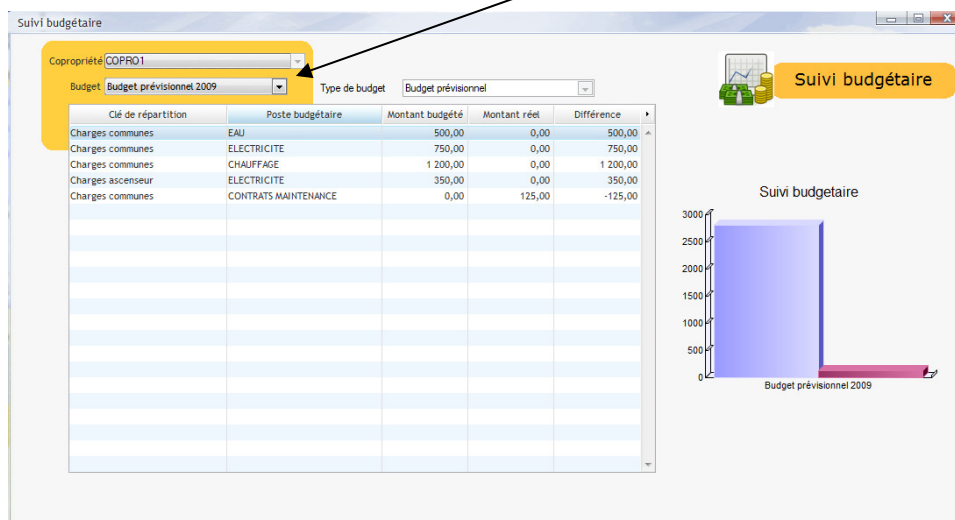 Suivi budgétaire
Copropriété COPRO1
Budget Budget prévisionnel 2009 Type de budget Budget prévisionnel
Suivi budgétaire
Clé de répartition Poste budgétaire Montant budgété Montant réel Différence
Charges communes EAU 500,00 0,00 500,00
Charges communes ELECTRICITE 750,00 0,00 750,00
Charges communes CHAUFFAGE 1 200,00 0,00 1 200,00
Charges ascenseur ELECTRICITE 350,00 0,00 350,00
Charges communes CONTRATS MAINTENANCE 0,00 125,00 -125,00
Suivi budgetaire
3000
2500
2000
1500
1000
500
0
Budget prévisionnel 2009